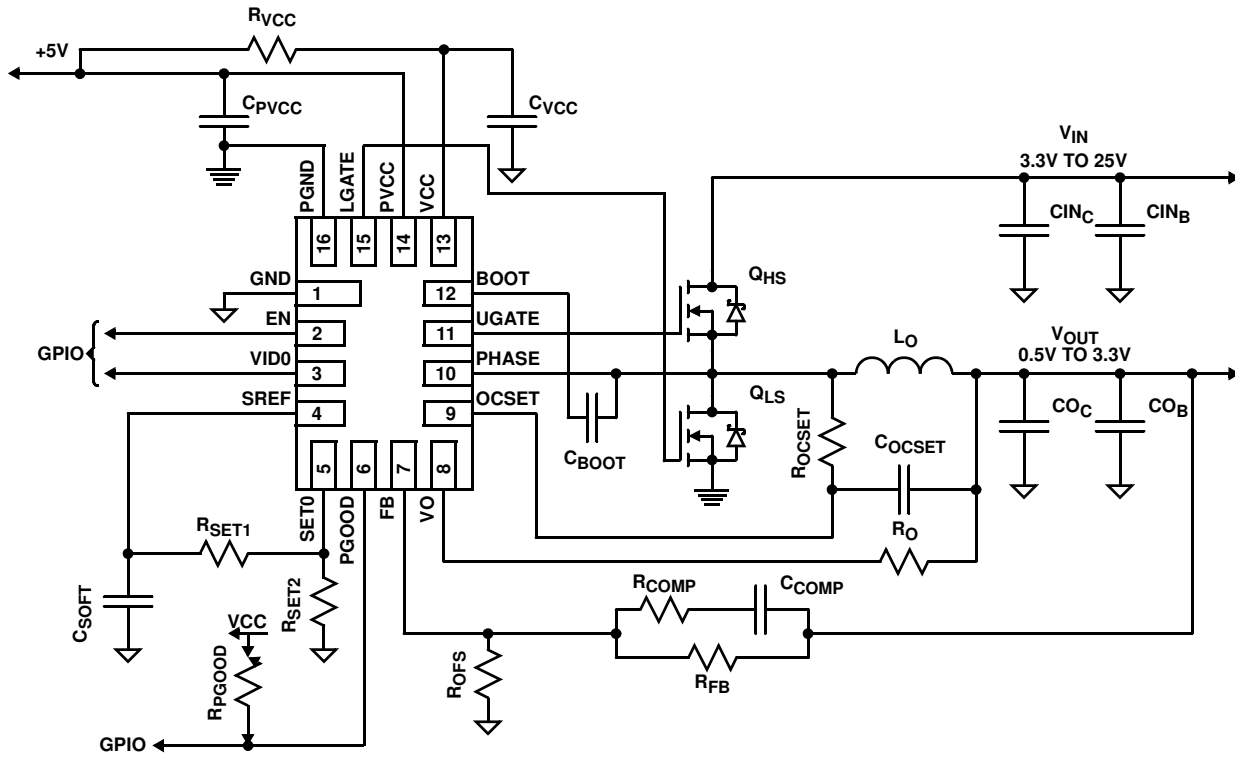 RVCC
+5V
CPVCC
CVCC
VIN
3.3V TO 25V
PGND
LGATE
PVCC
VCC
16
15
14
13
CINC
CINB
GND
1
12
BOOT
QHS
EN
2
11
UGATE
GPIO
VID0
3
10
PHASE
LO
VOUT
0.5V TO 3.3V
SREF
4
9
OCSET
QLS
COC
COB
CBOOT
ROCSET
COCSET
5
6
7
8
SET0
PGOOD
FB
VO
RSET1
RO
CSOFT
RSET2
RCOMP
CCOMP
VCC
RPGOOD
ROFS
RFB
GPIO